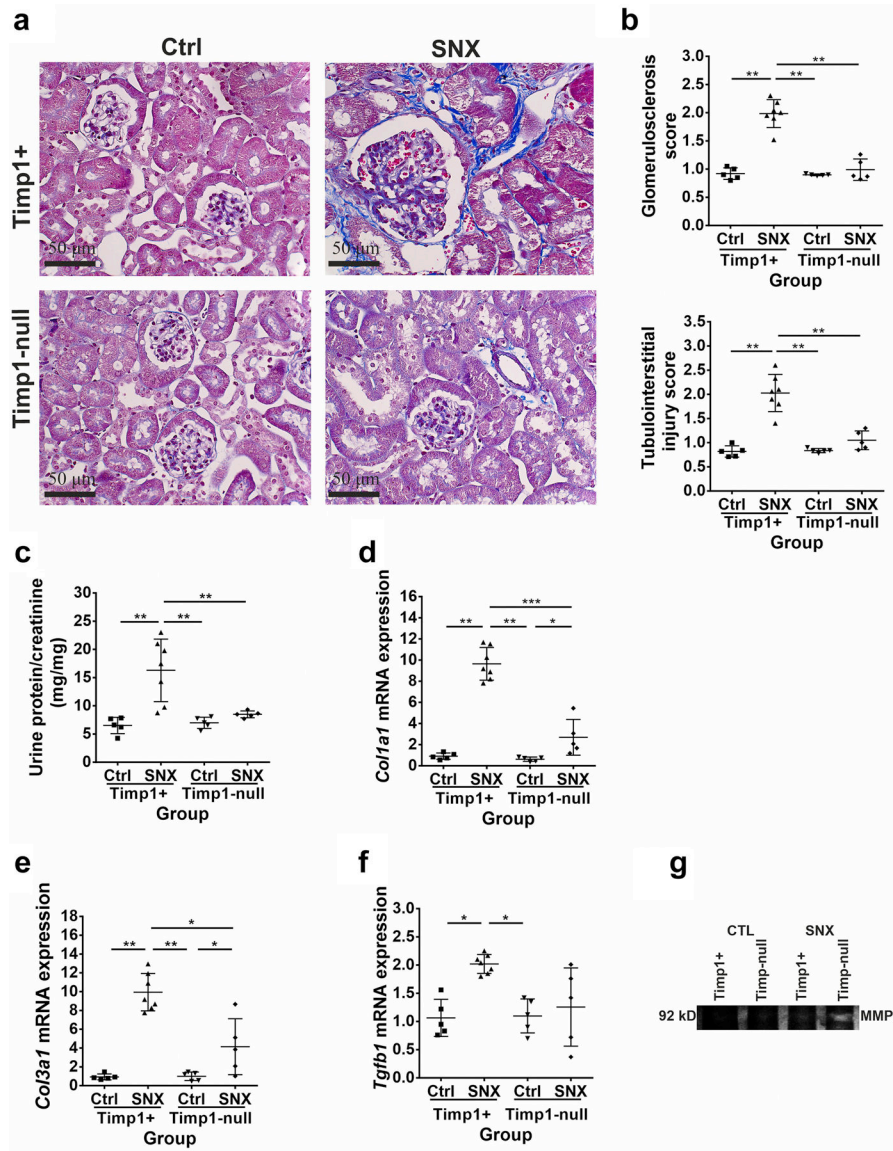 a
Ctrl
SNX
Timp1+
50 µm
50 µm
Timp1-null
50 µm
50 µm
b
Glomerulosclerosis
score
3.0
2.5
2.0
1.5
1.0
0.5
0.0
**
**
**
Ctrl SNX Ctrl SNX
Timp1+ Timp1-null
Group
Tubulointerstitial
injury score
3.5
3.0
2.5
2.0
1.5
1.0
0.5
0.0
**
**
**
Ctrl SNX Ctrl SNX
Timp1+ Timp1-null
Group
c
Urine protein/creatinine
(mg/mg)
30
25
20
15
10
5
0
**
**
**
Ctrl SNX Ctrl SNX
Timp1+ Timp1-null
Group
d
Col1a1 mRNA expression
16
14
12
10
8
6
4
2
0
***
** ** *
Ctrl SNX Ctrl SNX
Timp1+ Timp1-null
Group
e
Col3a1 mRNA expression
18
16
14
12
10
8
6
4
2
0
*
** ** *
Ctrl SNX Ctrl SNX
Timp1+ Timp1-null
Group
f
Tgfb1 mRNA expression
3.0
2.5
2.0
1.5
1.0
0.5
0.0
* *
Ctrl SNX Ctrl SNX
Timp1+ Timp1-null
Group
g
CTL SNX
Timp1+ Timp-null Timp1+ Timp-null
92 kD MMP